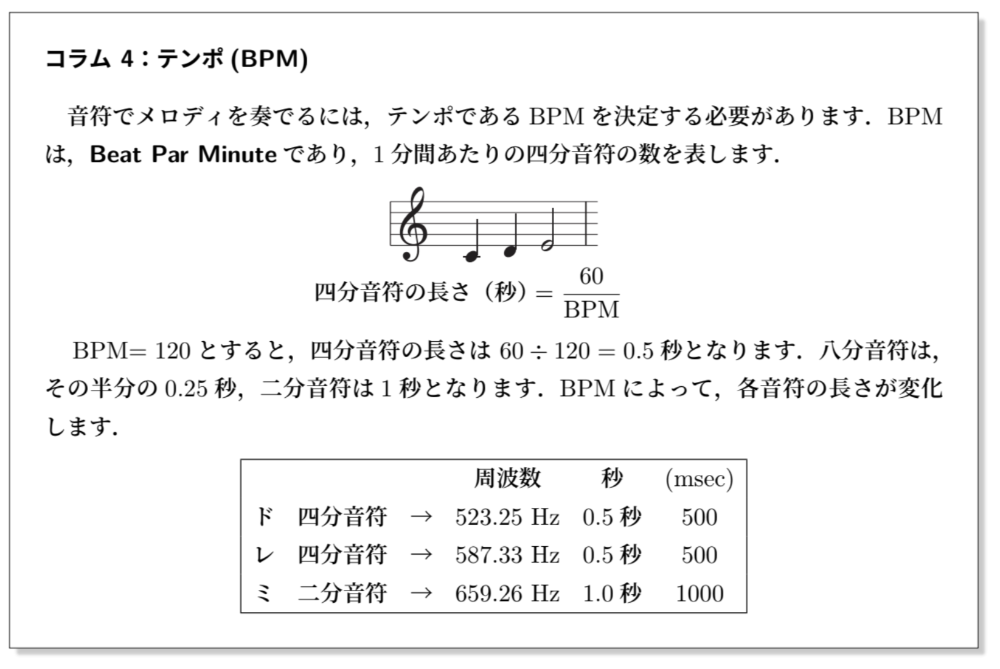 コラム 4：テンポ (BPM)
音符でメロディを奏でるには，テンポである BPM を決定する必要があります．BPM
は，Beat Par Minute であり，1 分間あたりの四分音符の数を表します．
四分音符の長さ（秒）= 60/BPM
BPM= 120 とすると，四分音符の長さは 60 ÷ 120 = 0.5 秒となります．八分音符は，
その半分の 0.25 秒，二分音符は 1 秒となります．BPM によって，各音符の長さが変化
します．
周波数 秒 (msec)
ド 四分音符 → 523.25 Hz 0.5 秒 500
レ 四分音符 → 587.33 Hz 0.5 秒 500
ミ 二分音符 → 659.26 Hz 1.0 秒 1000